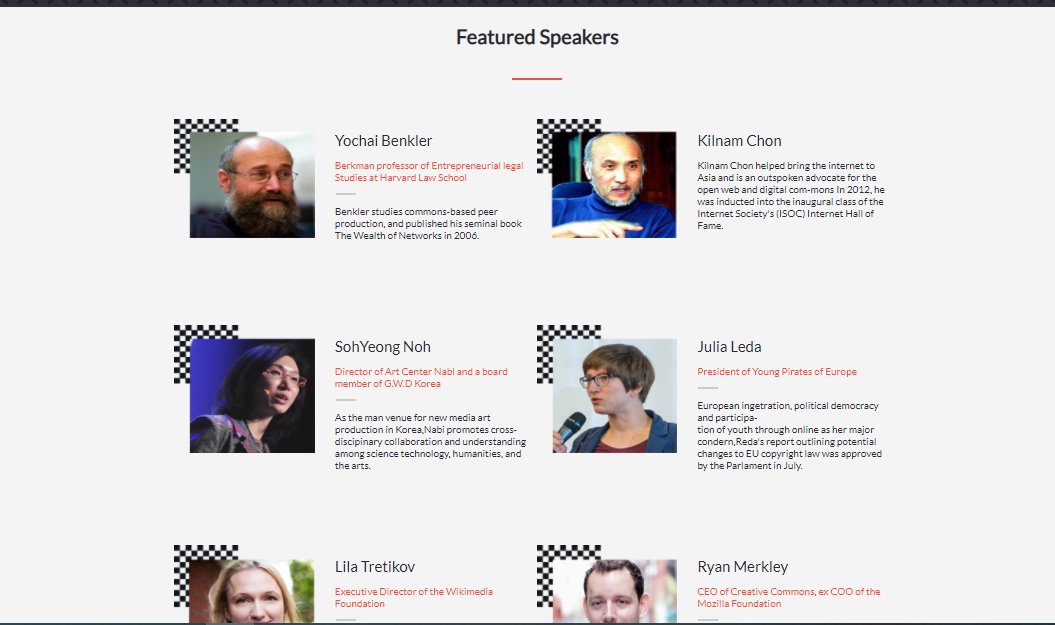 Featured Speakers
Yochai Benkler
Berkman professor of Entrepreneurial legal
Studies at Harvard Law School
Benkler studies commons-based peer
production, and published his seminal book
The Wealth of Networks in 2006.
Kilnam Chon
Kilnam Chon helped bring the internet to
Asia and is an outspoken advocate for the
open web and digital com-mons In 2012, he
was inducted into the inaugural class of the
Internet Society's (ISOC) Internet Hall of
Fame.
SohYeong Noh
Director of Art Center Nabl and a board
member of G.W.D Korea
As the man venue for new media art
production in Korea,Nabi promotes cross-
discipinary collaboration and understanding
among science technology, humanities, and
the arts.
Julia Leda
President of Young Pirates of Europe
European ingetration, political democracy
and participa-
tion of youth through online as her major
condern,Reda's report outlining potential
changes to EU copyright law was approved
by the Parlament in July.
Lila Tretikov
Executive Director of the Wikimedia
Foundation
Ryan Merkley
CEO of Creative Commons, ex COO of the
Mozilla Foundation